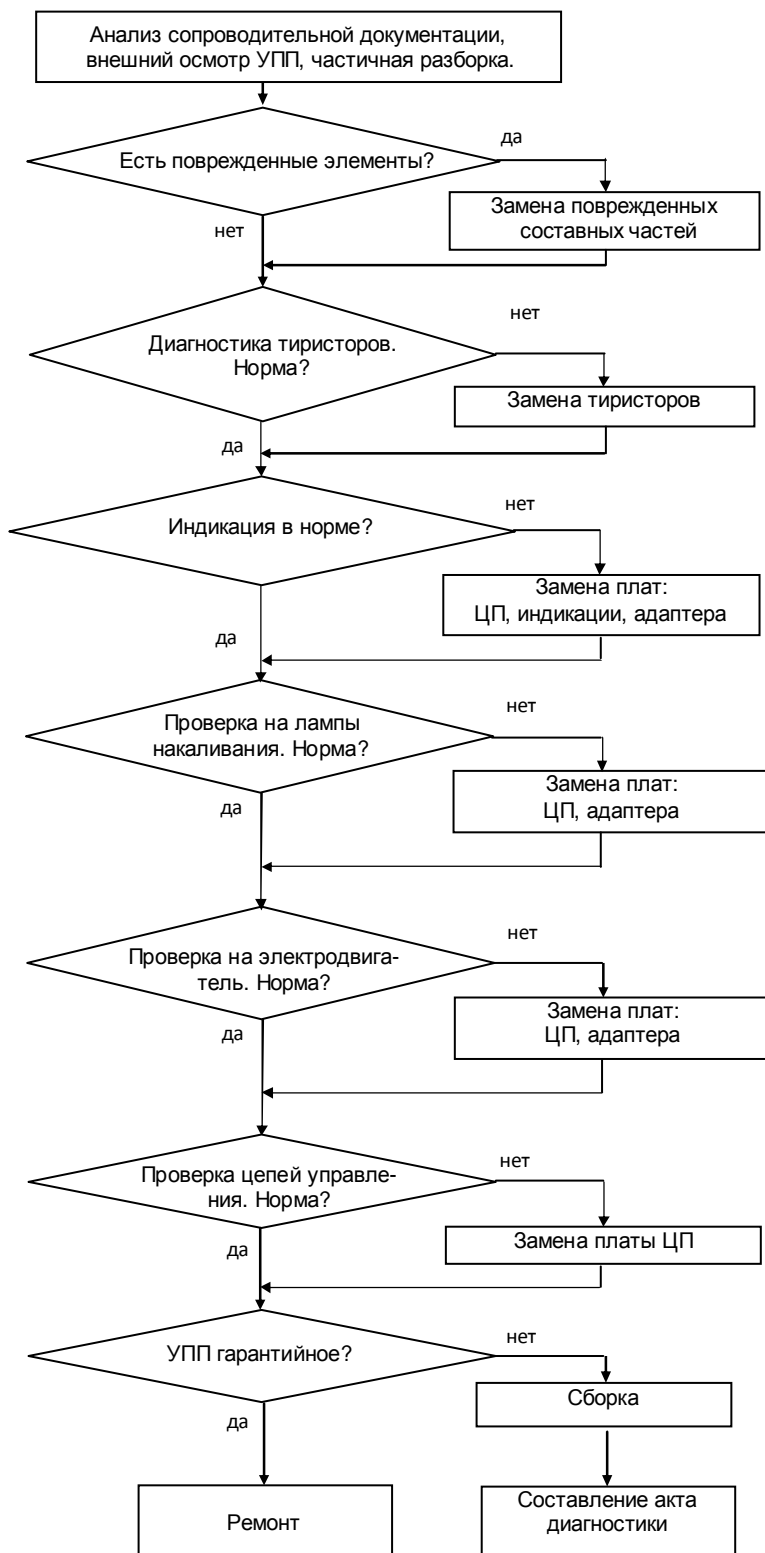 Анализ сопроводительной документации,
внешний осмотр УПП, частичная разборка.
Есть поврежденные элементы?
да
Замена поврежденных
составных частей
нет
Диагностика тиристоров.
Норма?
нет
Замена тиристоров
да
Индикация в норме?
нет
Замена плат:
ЦП, индикации, адаптера
да
Проверка на лампы
накаливания. Норма?
нет
Замена плат:
ЦП, адаптера
да
Проверка на электродвига-
тель. Норма?
нет
Замена плат:
ЦП, адаптера
да
Проверка цепей управле-
ния. Норма?
нет
Замена платы ЦП
да
УПП гарантийное?
нет
Сборка
да
Ремонт
Составление акта
диагностики